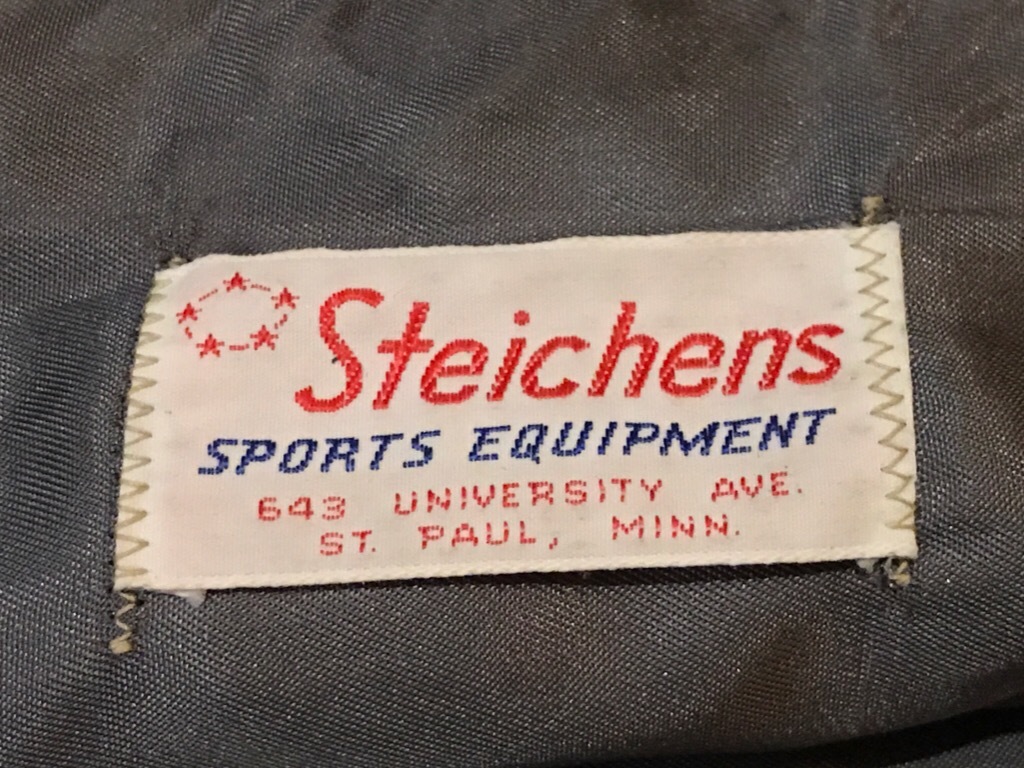 Steichens
SPORTS EQUIPMENT
643 UNIVERSITY AVE.
ST. PAUL, MINN.